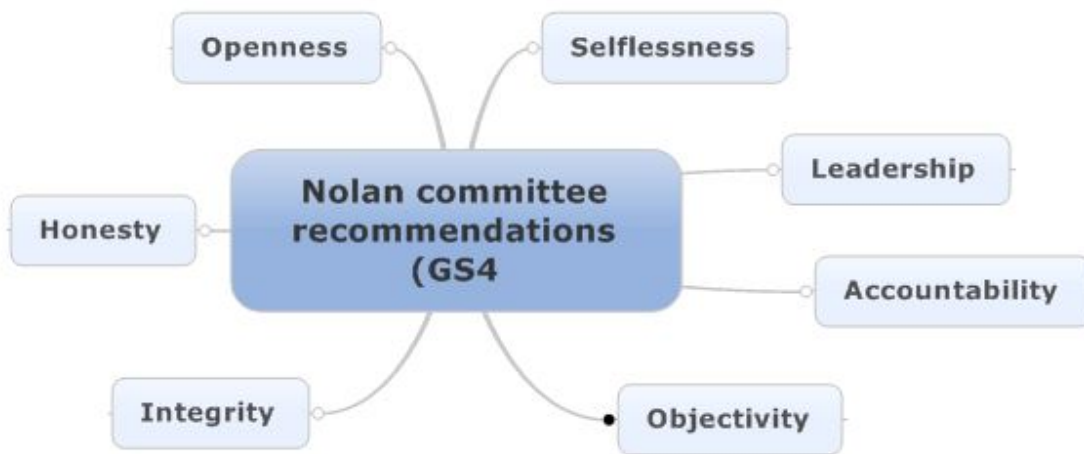 Openness
Selflessness
Leadership
Nolan committee
recommendations
(GS4
Honesty
Accountability
Integrity
Objectivity